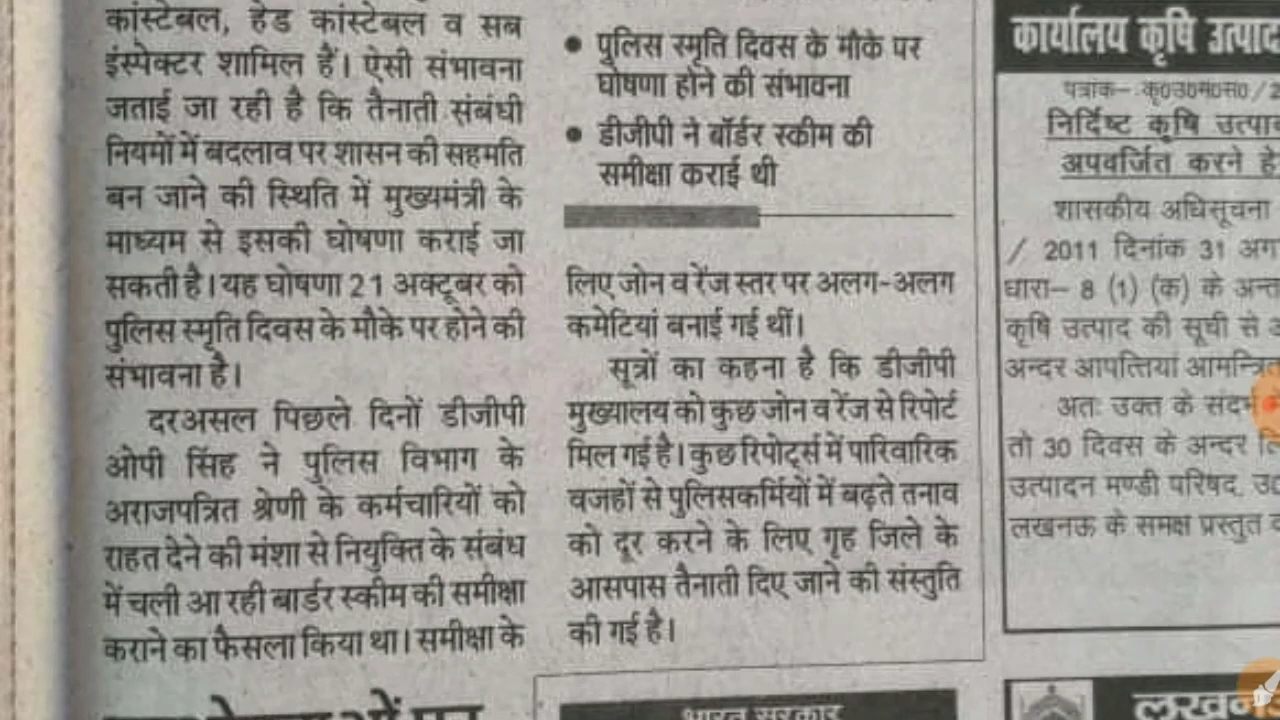 कांस्टेबल, हेड कांस्टेबल व सब
इंस्पेक्टर शामिल हैं। ऐसी संभावना
जताई जा रही है कि तैनाती संबंधी
नियमों में बदलाव पर शासन की सहमति
बन जाने की स्थिति में मुख्यमंत्री के
माध्यम से इसकी घोषणा कराई जा
सकती है। यह घोषणा 21 अक्टूबर को
पुलिस स्मृति दिवस के मौके पर होने की
संभावना है।
दरअसल पिछले दिनों डीजीपी
ओपी सिंह ने पुलिस विभाग के
अराजपत्रित श्रेणी के कर्मचारियों को
राहत देने की मंशा से नियुक्ति के संबंध
में चली आ रही बार्डर स्कीम की समीक्षा
कराने का फैसला किया था। समीक्षा के
• पुलिस स्मृति दिवस के मौके पर
घोषणा होने की संभावना
• डीजीपी ने बॉर्डर स्कीम की
समीक्षा कराई थी
लिए जोन व रेंज स्तर पर अलग-अलग
कमेटियां बनाई गई थीं।
सूत्रों का कहना है कि डीजीपी
मुख्यालय को कुछ जोन व रेंज से रिपोर्ट
मिल गई है। कुछ रिपोर्ट्स में पारिवारिक
वजहों से पुलिसकर्मियों में बढ़ते तनाव
को दूर करने के लिए गृह जिले के
आसपास तैनाती दिए जाने की संस्तुति
की गई है।
भारत सरकार
कार्यालय कृषि उत्पाद
पत्रांक- कृ0उ0म0स0/2
निर्दिष्ट कृषि उत्पा
अपवर्जित करने हे
शासकीय अधिसूचना
/ 2011 दिनांक 31 अग
धारा- 8 (1) (क) के अन्त
कृषि उत्पाद की सूची से
अन्दर आपत्तियां आमन्त्रित
अतः उक्त के संदर्भ
तो 30 दिवस के अन्दर लि
उत्पादन मण्डी परिषद, उ
लखनऊ के समक्ष प्रस्तुत
लखनऊ